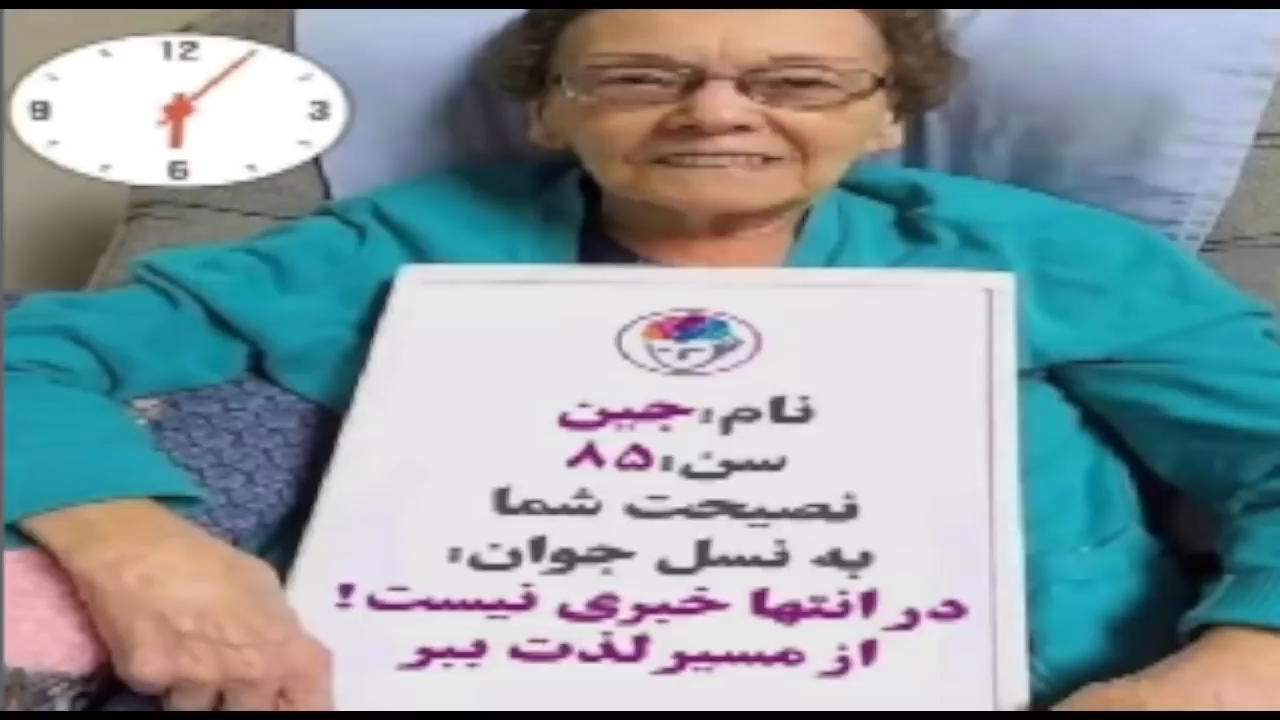 12
9 3
6
نام: جین
سن: ۸۵
نصیحت شما
به نسل جوان:
در انتها خبری نیست!
از مسیر لذت ببر